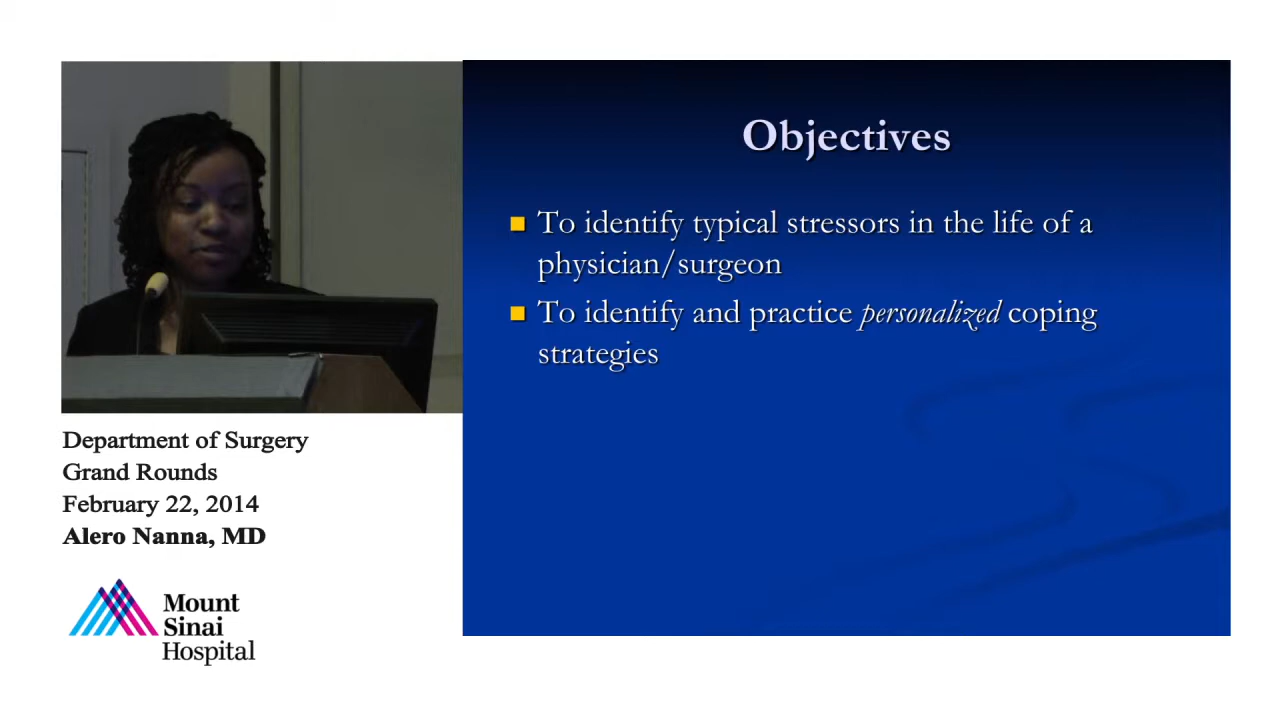 Objectives
■ To identify typical stressors in the life of a
physician/surgeon
■ To identify and practice personalized coping
strategies
Department of Surgery
Grand Rounds
February 22, 2014
Alero Nanna, MD
Mount
Sinai
Hospital